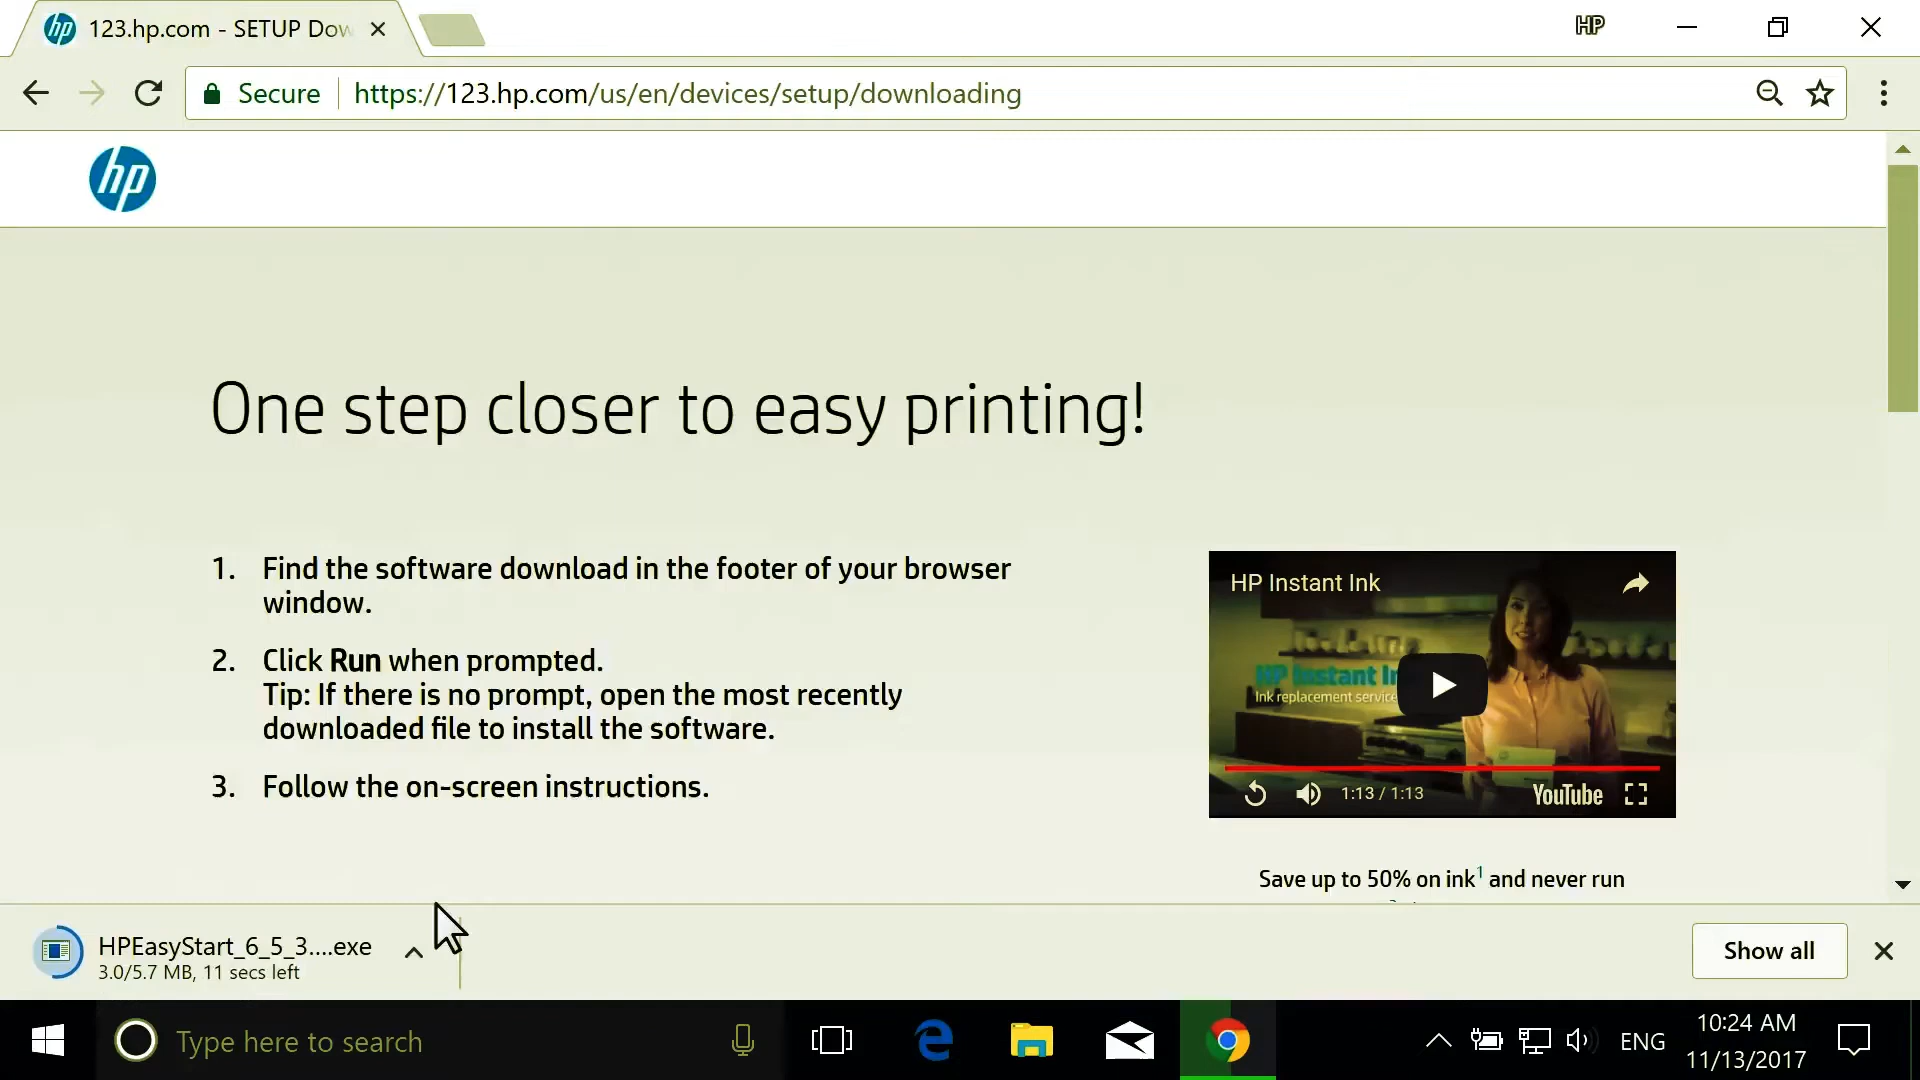 123.hp.com - SETUP Dow
HP
Secure
https://123.hp.com/us/en/devices/setup/downloading
hp
One step closer to easy printing!
1. Find the software download in the footer of your browser
window.
2. Click Run when prompted.
Tip: If there is no prompt, open the most recently
downloaded file to install the software.
3. Follow the on-screen instructions.
HP Instant Ink
HP Instant In
Ink replacement service
1:13 / 1:13
YouTube
Save up to 50% on ink1 and never run
HPEasyStart_6_5_3....exe
3.0/5.7 MB, 11 secs left
Show all
Type here to search
ENG
10:24 AM
11/13/2017